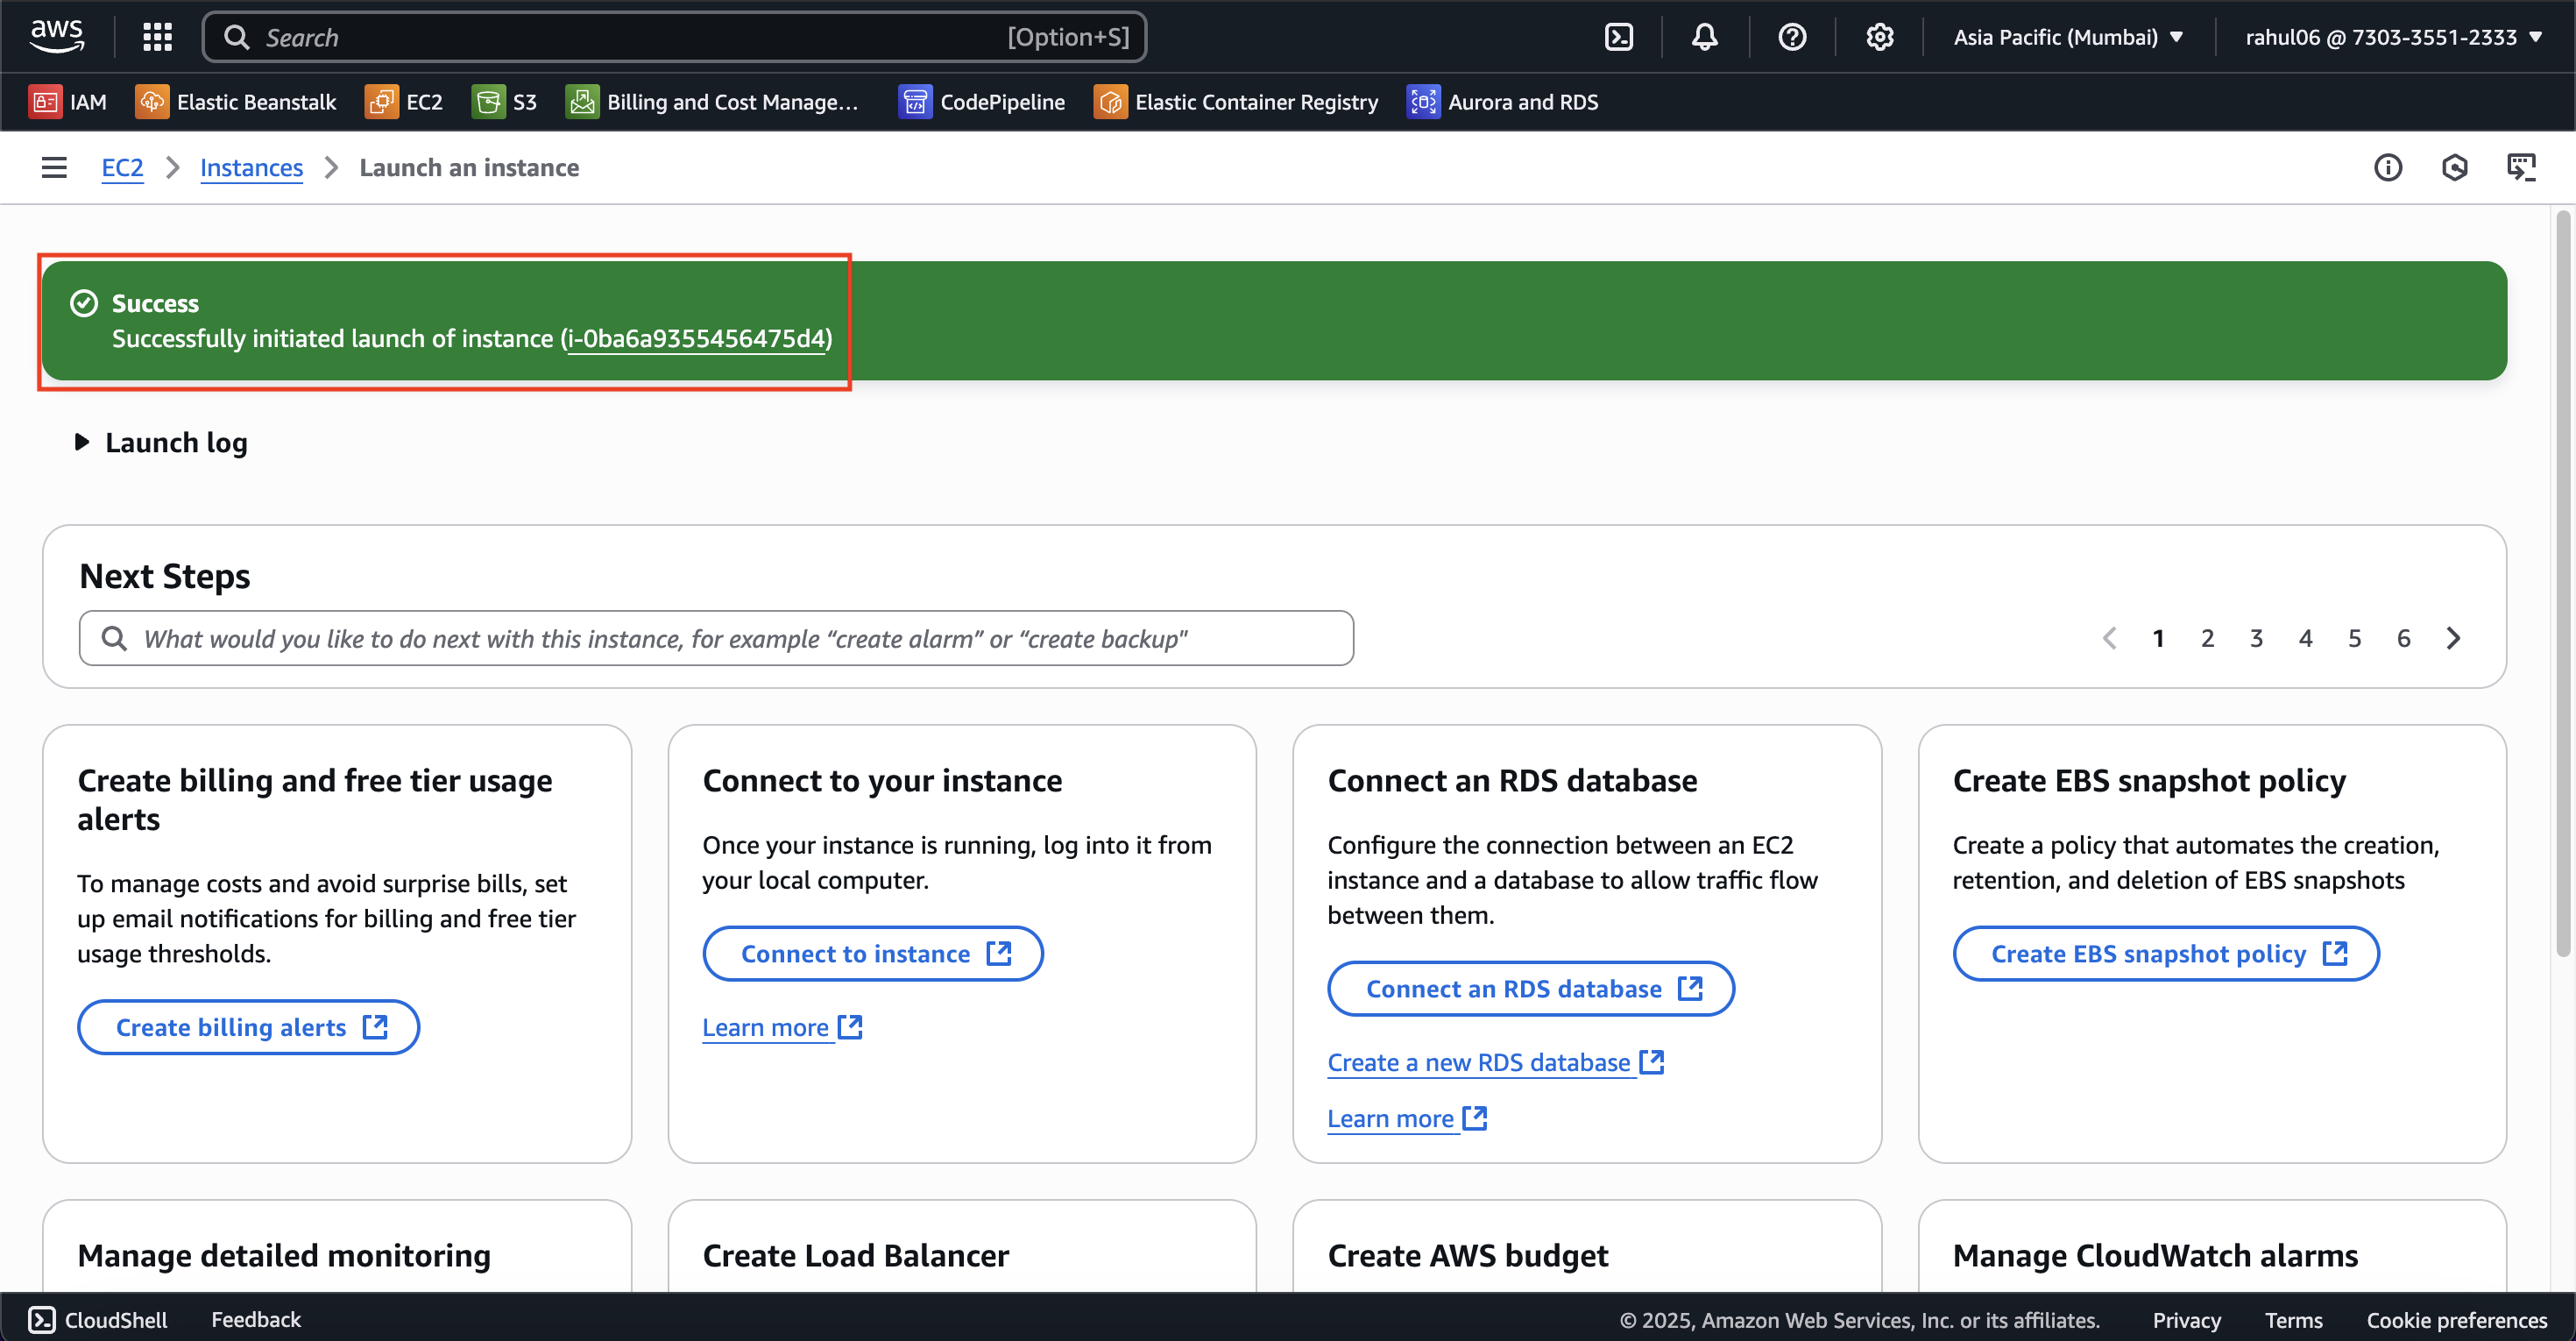 aws
Search
[Option+S]
Asia Pacific (Mumbai)
rahul06 @ 7303-3551-2333
IAM
Elastic Beanstalk
EC2
S3
Billing and Cost Manage...
CodePipeline
Elastic Container Registry
Aurora and RDS
EC2
Instances
Launch an instance
Success
Successfully initiated launch of instance (i-0ba6a9355456475d4)
Launch log
Next Steps
What would you like to do next with this instance, for example “create alarm” or “create backup"
1 2 3 4 5 6
Create billing and free tier usage
alerts
To manage costs and avoid surprise bills, set
up email notifications for billing and free tier
usage thresholds.
Create billing alerts
Connect to your instance
Once your instance is running, log into it from
your local computer.
Connect to instance
Learn more
Connect an RDS database
Configure the connection between an EC2
instance and a database to allow traffic flow
between them.
Connect an RDS database
Create a new RDS database
Learn more
Create EBS snapshot policy
Create a policy that automates the creation,
retention, and deletion of EBS snapshots
Create EBS snapshot policy
Manage detailed monitoring
Create Load Balancer
Create AWS budget
Manage CloudWatch alarms
CloudShell
Feedback
© 2025, Amazon Web Services, Inc. or its affiliates.
Privacy
Terms
Cookie preferences